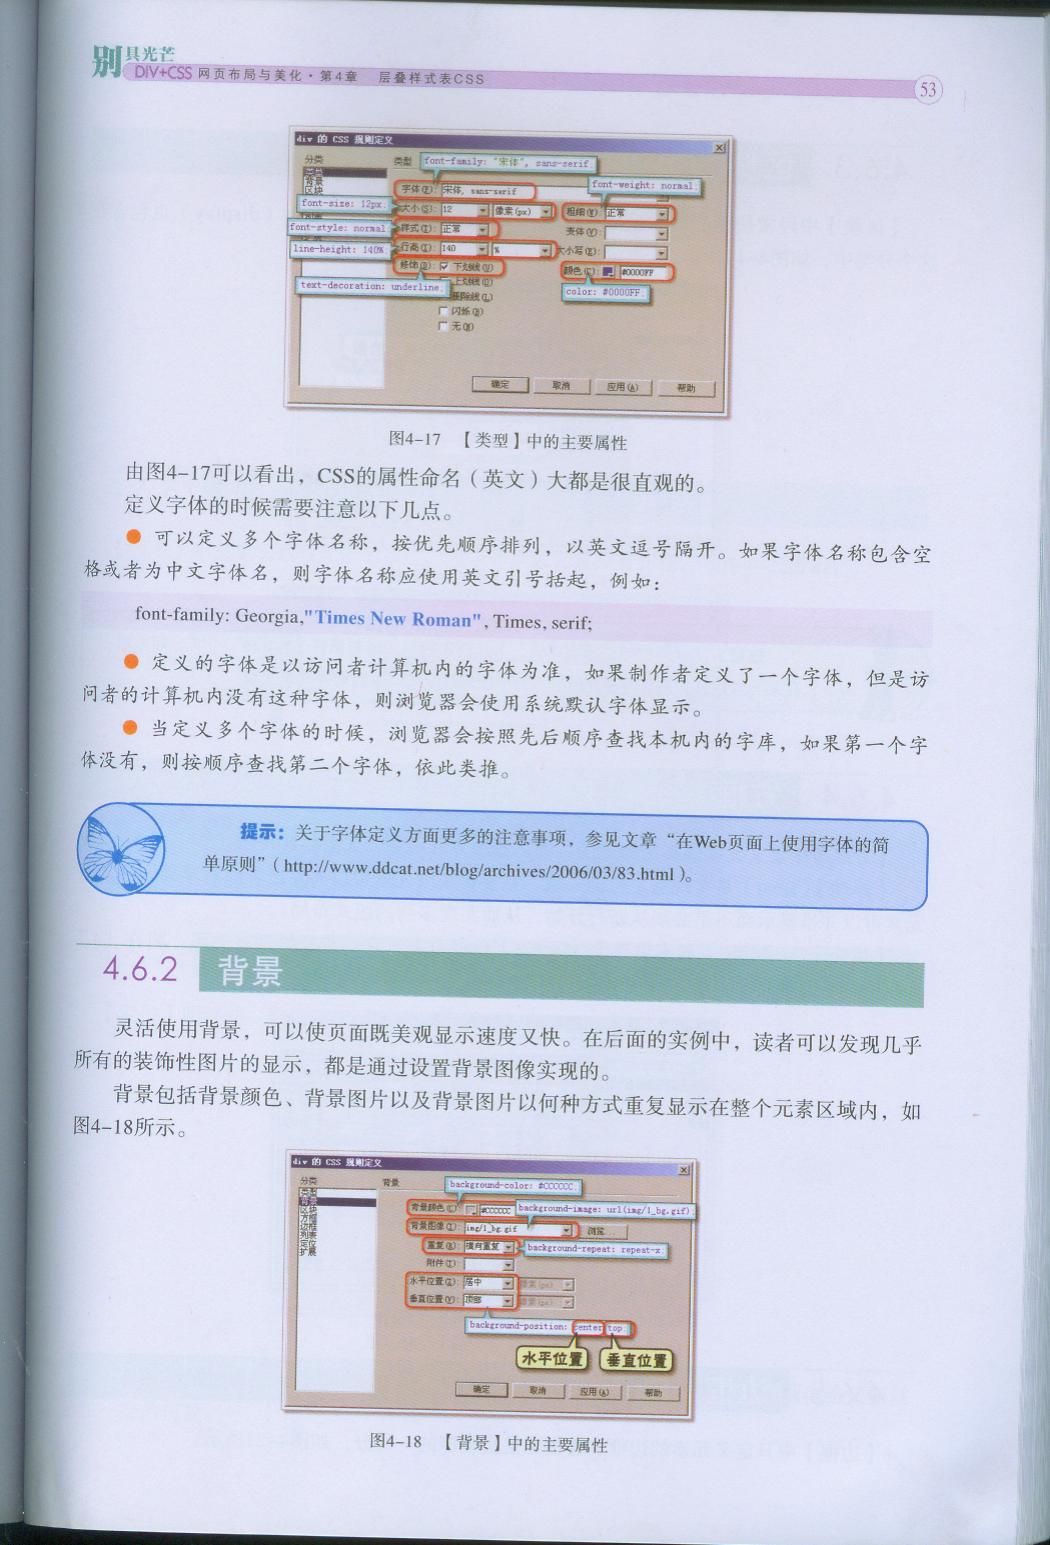 别具光芒
DIV+CSS 网页布局与美化·第4章 层叠样式表CSS
53
div 的 CSS 规则定义
分类
类型
font-family: "宋体", sans-serif;
背景
区块
字体(F): 宋体, sans-serif
font-weight: normal;
font-size: 12px;
大小(S): 12 像素(px)
粗细(W): 正常
font-style: normal
样式(T): 正常
变体(V):
line-height: 140%
行高(I): 140 %
大小写(E):
修饰(D): 下划线(U)
颜色(C): #0000FF
上划线(O)
text-decoration: underline;
删除线(L)
color: #0000FF;
闪烁(B)
无(N)
确定 取消 应用(A) 帮助
图4-17 【类型】中的主要属性
由图4-17可以看出，CSS的属性命名（英文）大都是很直观的。
定义字体的时候需要注意以下几点。
● 可以定义多个字体名称，按优先顺序排列，以英文逗号隔开。如果字体名称包含空
格或者为中文字体名，则字体名称应使用英文引号括起，例如：
font-family: Georgia,"Times New Roman", Times, serif;
● 定义的字体是以访问者计算机内的字体为准，如果制作者定义了一个字体，但是访
问者的计算机内没有这种字体，则浏览器会使用系统默认字体显示。
● 当定义多个字体的时候，浏览器会按照先后顺序查找本机内的字库，如果第一个字
体没有，则按顺序查找第二个字体，依此类推。
提示：关于字体定义方面更多的注意事项，参见文章“在Web页面上使用字体的简
单原则”（http://www.ddcat.net/blog/archives/2006/03/83.html）。
4.6.2 背景
灵活使用背景，可以使页面既美观显示速度又快。在后面的实例中，读者可以发现几乎
所有的装饰性图片的显示，都是通过设置背景图像实现的。
背景包括背景颜色、背景图片以及背景图片以何种方式重复显示在整个元素区域内，如
图4-18所示。
div 的 CSS 规则定义
分类
背景
background-color: #CCCCCC;
类型
背景
区块
方框
边框
列表
定位
扩展
背景颜色(C): #CCCCCC
background-image: url(img/1_bg.gif);
背景图像(I): img/1_bg.gif 浏览...
重复(R): 横向重复
background-repeat: repeat-x;
附件(T):
水平位置(Z): 居中 像素(px)
垂直位置(V): 顶部 像素(px)
background-position: center top;
水平位置 垂直位置
确定 取消 应用(A) 帮助
图4-18 【背景】中的主要属性